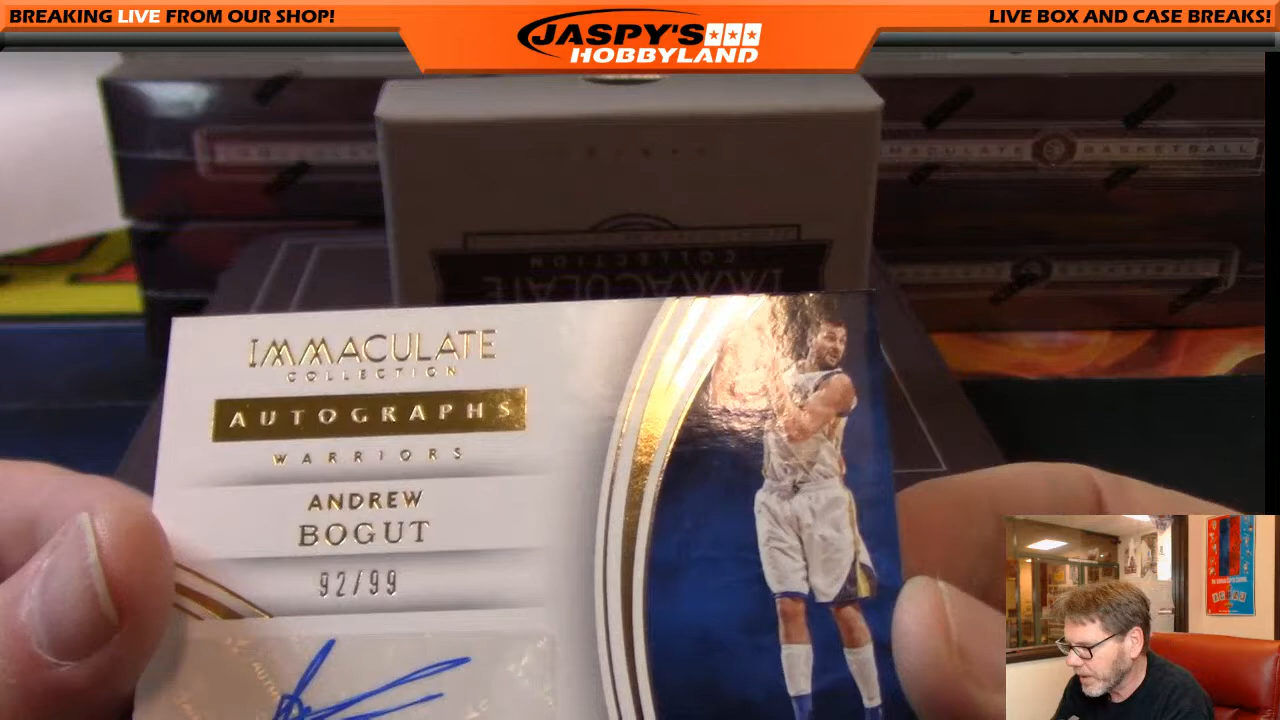 BREAKING LIVE FROM OUR SHOP!
JASPY'S
HOBBYLAND
LIVE BOX AND CASE BREAKS!
BASKETBALL
COLLECTION
IMMACULATE
IMMACULATE
COLLECTION
AUTOGRAPHS
WARRIORS
ANDREW
BOGUT
92/99